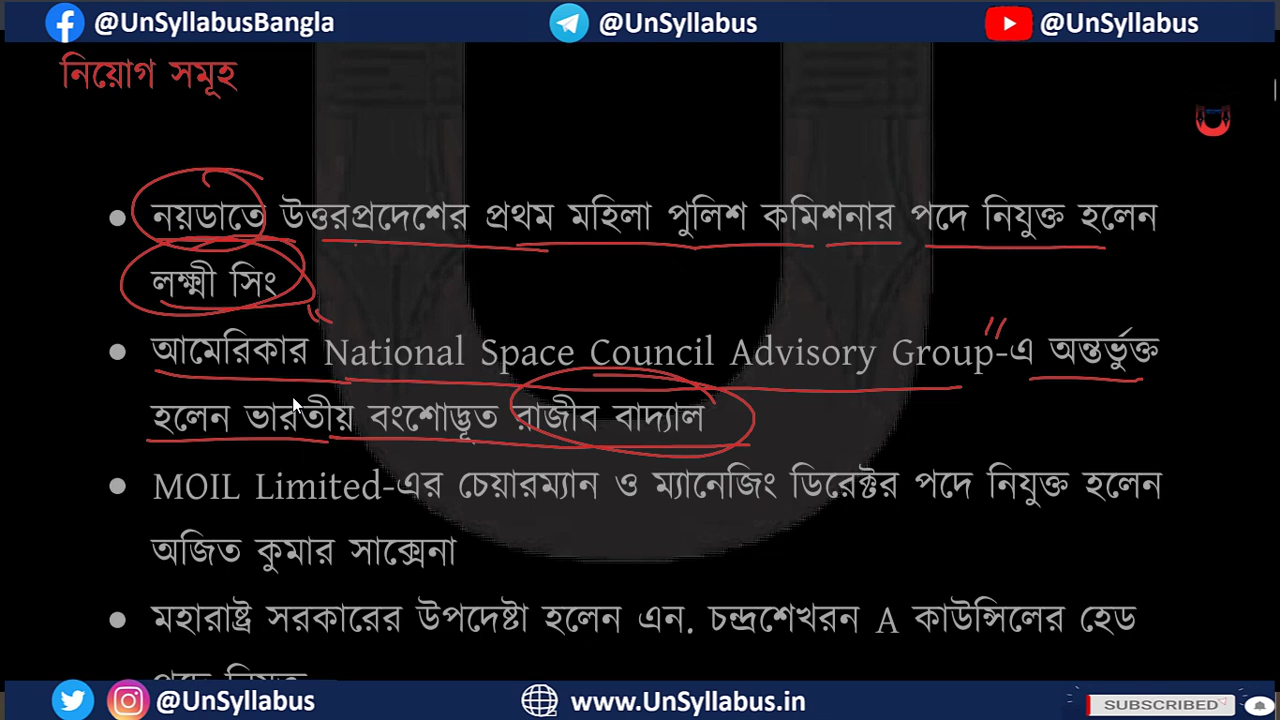 @UnSyllabusBangla @UnSyllabus @UnSyllabus
নিয়োগ সমূহ
● নয়ডাতে উত্তরপ্রদেশের প্রথম মহিলা পুলিশ কমিশনার পদে নিযুক্ত হলেন
লক্ষ্মী সিং
● আমেরিকার National Space Council Advisory Group-এ অন্তর্ভুক্ত
হলেন ভারতীয় বংশোদ্ভূত রাজীব বাদ্যাল
● MOIL Limited-এর চেয়ারম্যান ও ম্যানেজিং ডিরেক্টর পদে নিযুক্ত হলেন
অজিত কুমার সাক্সেনা
● মহারাষ্ট্র সরকারের উপদেষ্টা হলেন এন. চন্দ্রশেখরন A কাউন্সিলের হেড
পদে নিযুক্ত
@UnSyllabus www.UnSyllabus.in SUBSCRIBED